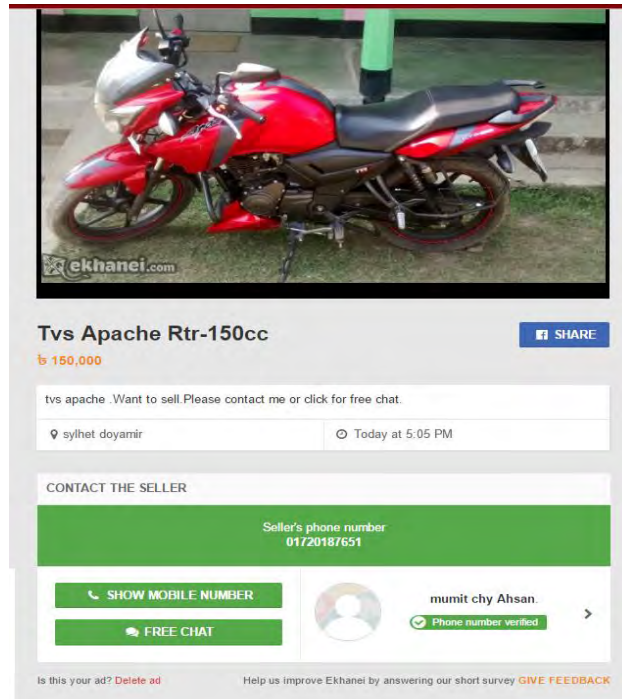 TVS
ekhanei.com
Tvs Apache Rtr-150cc
SHARE
৳ 150,000
tvs apache .Want to sell.Please contact me or click for free chat.
sylhet doyamir
Today at 5:05 PM
CONTACT THE SELLER
Seller's phone number
01720187651
SHOW MOBILE NUMBER
FREE CHAT
mumit chy Ahsan.
Phone number verified
Is this your ad? Delete ad
Help us improve Ekhanei by answering our short survey GIVE FEEDBACK